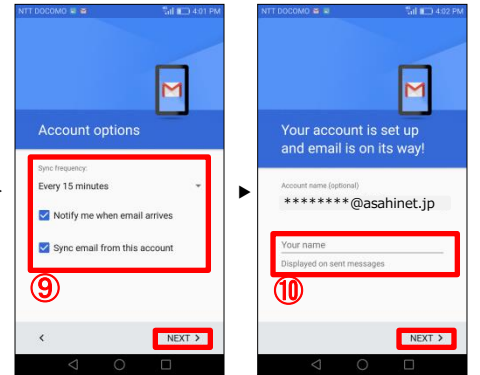 NTT DOCOMO 4:01 PM
Account options
Sync frequency:
Every 15 minutes
Notify me when email arrives
Sync email from this account
⑨
NEXT >
NTT DOCOMO 4:02 PM
Your account is set up
and email is on its way!
Account name (optional)
********@asahinet.jp
Your name
Displayed on sent messages
⑩
NEXT >